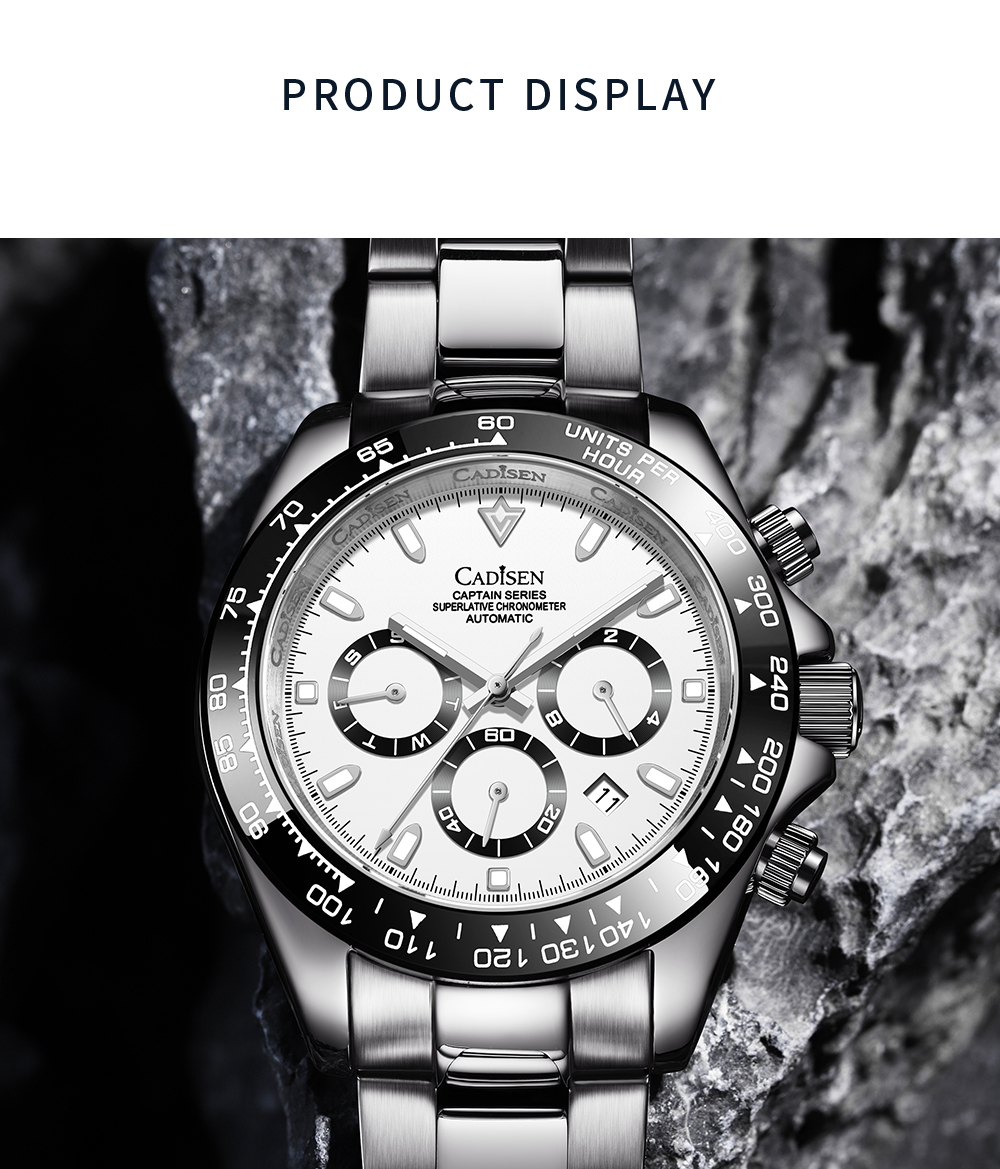 PRODUCT DISPLAY
60
UNITS PER
HOUR
400
300
240
200
180
160
140
130
120
110
100
90
85
80
75
70
65
CADISEN
CADISEN
CADISEN
CADISEN
CADISEN
CAPTAIN SERIES
SUPERLATIVE CHRONOMETER
AUTOMATIC
S
S
T
W
T
2
4
8
60
20
40
11